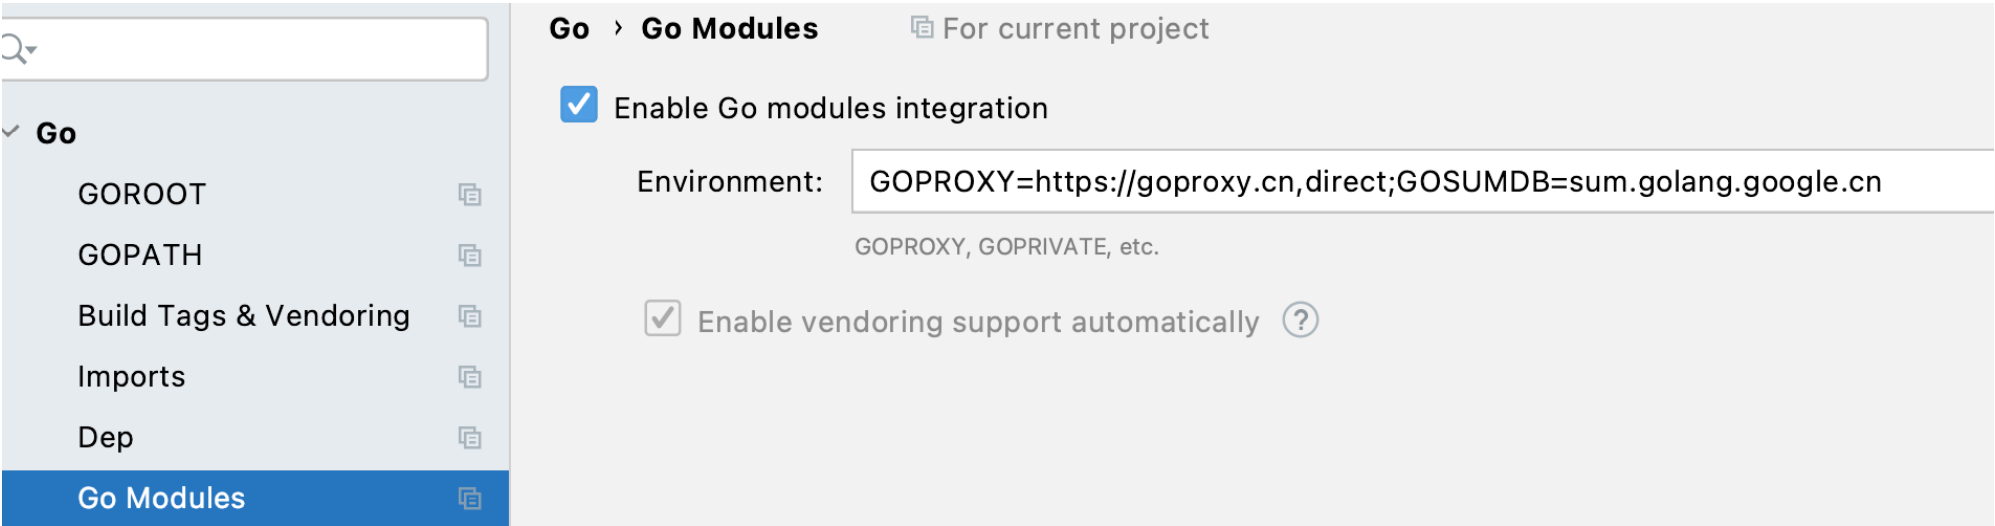 Go › Go Modules For current project
Enable Go modules integration
Go
Environment: GOPROXY=https://goproxy.cn,direct;GOSUMDB=sum.golang.google.cn
GOROOT
GOPROXY, GOPRIVATE, etc.
GOPATH
Build Tags & Vendoring
Enable vendoring support automatically ?
Imports
Dep
Go Modules